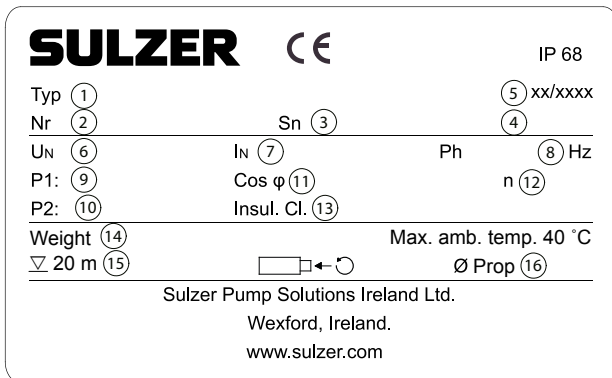 SULZER CE IP 68
Typ 1 5 xx/xxxx
Nr 2 Sn 3 4
UN 6 IN 7 Ph 8 Hz
P1: 9 Cos φ 11 n 12
P2: 10 Insul. Cl. 13
Weight 14 Max. amb. temp. 40 °C
20 m 15 Ø Prop 16
Sulzer Pump Solutions Ireland Ltd.
Wexford, Ireland.
www.sulzer.com